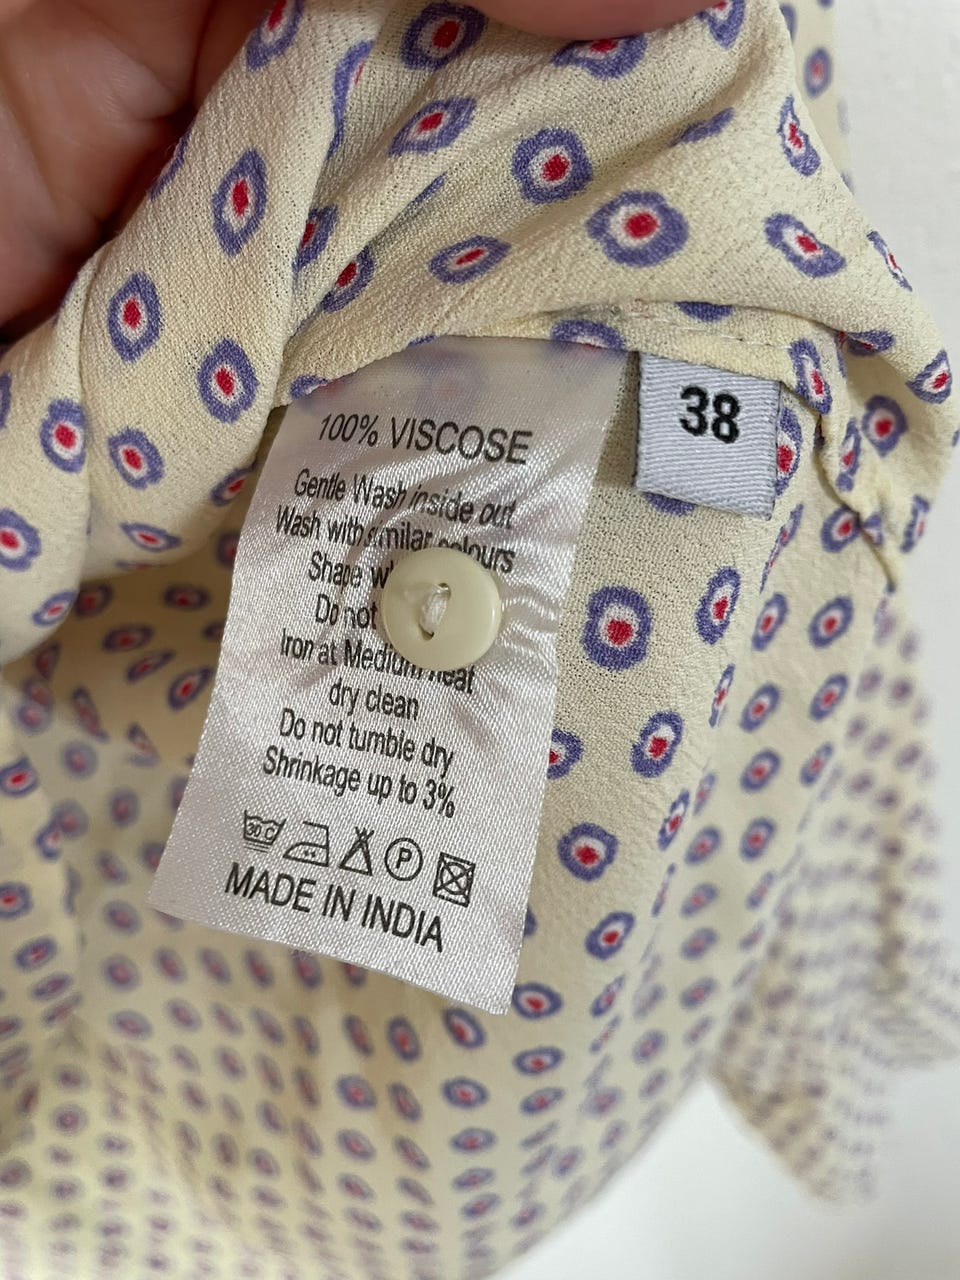 38
100% VISCOSE
Gentle Wash inside out
Wash with similar colours
Shape
Do not
Iron at Medium heat
dry clean
Do not tumble dry
Shrinkage up to 3%
30°C P
MADE IN INDIA